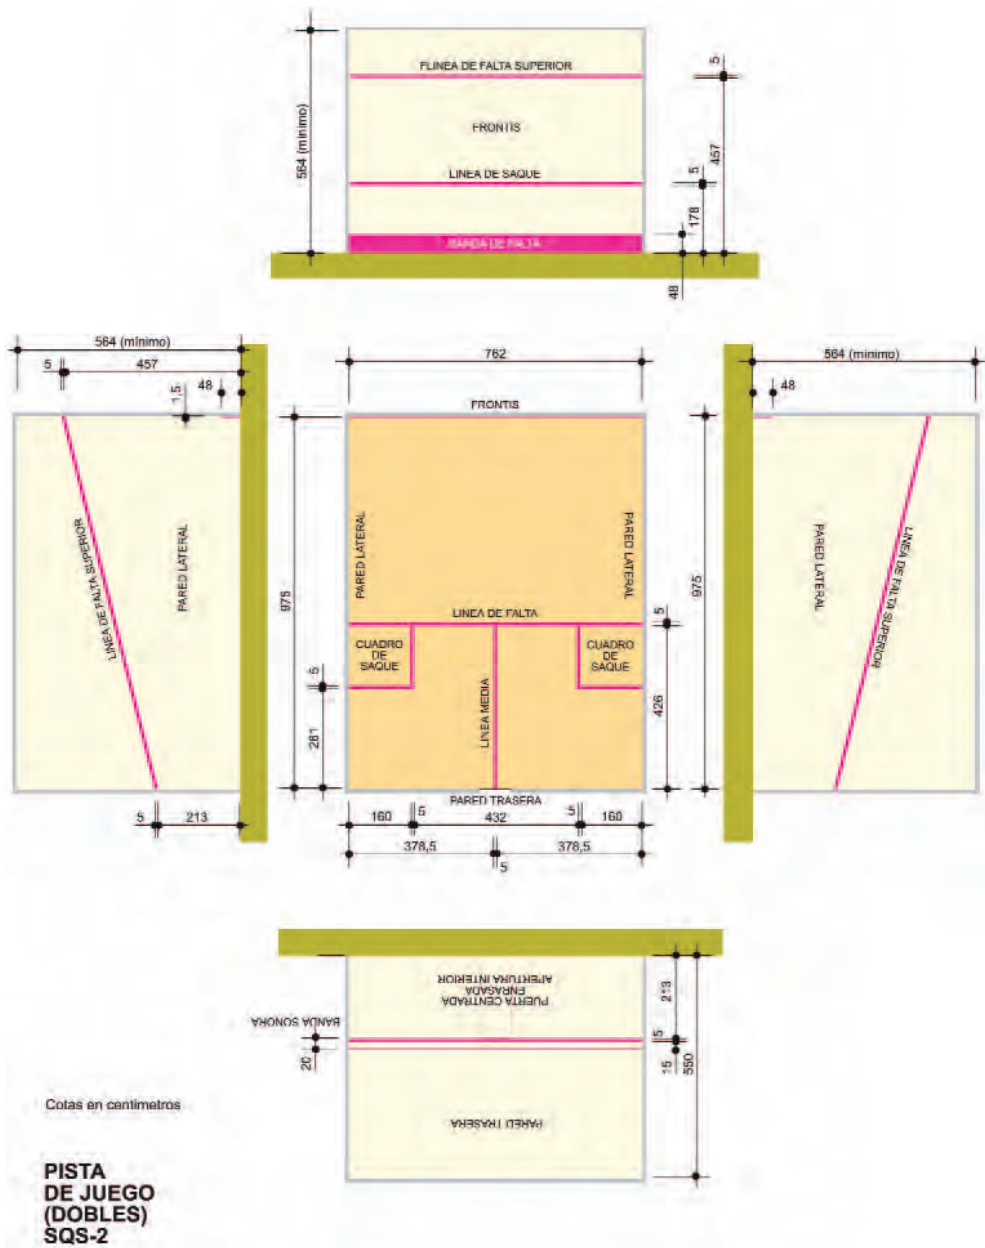 FLINEA DE FALTA SUPERIOR
5
564 (mínimo)
FRONTIS
457
LINEA DE SAQUE
5
178
BANDA DE FALTA
48
564 (mínimo)
5
457
48
1,5
762
564 (mínimo)
48
FRONTIS
LINEA DE FALTA SUPERIOR
PARED LATERAL
975
PARED LATERAL
PARED LATERAL
975
PARED LATERAL
LINEA DE FALTA SUPERIOR
LINEA DE FALTA
5
CUADRO
DE
SAQUE
CUADRO
DE
SAQUE
5
LINEA MEDIA
426
261
PARED TRASERA
5
213
160
5
432
5
160
378,5
5
378,5
PUERTA CENTRADA
ENRASADA
APERTURA INTERIOR
213
BANDA SONORA
5
20
15
550
PARED TRASERA
Cotas en centímetros
PISTA
DE JUEGO
(DOBLES)
SQS-2